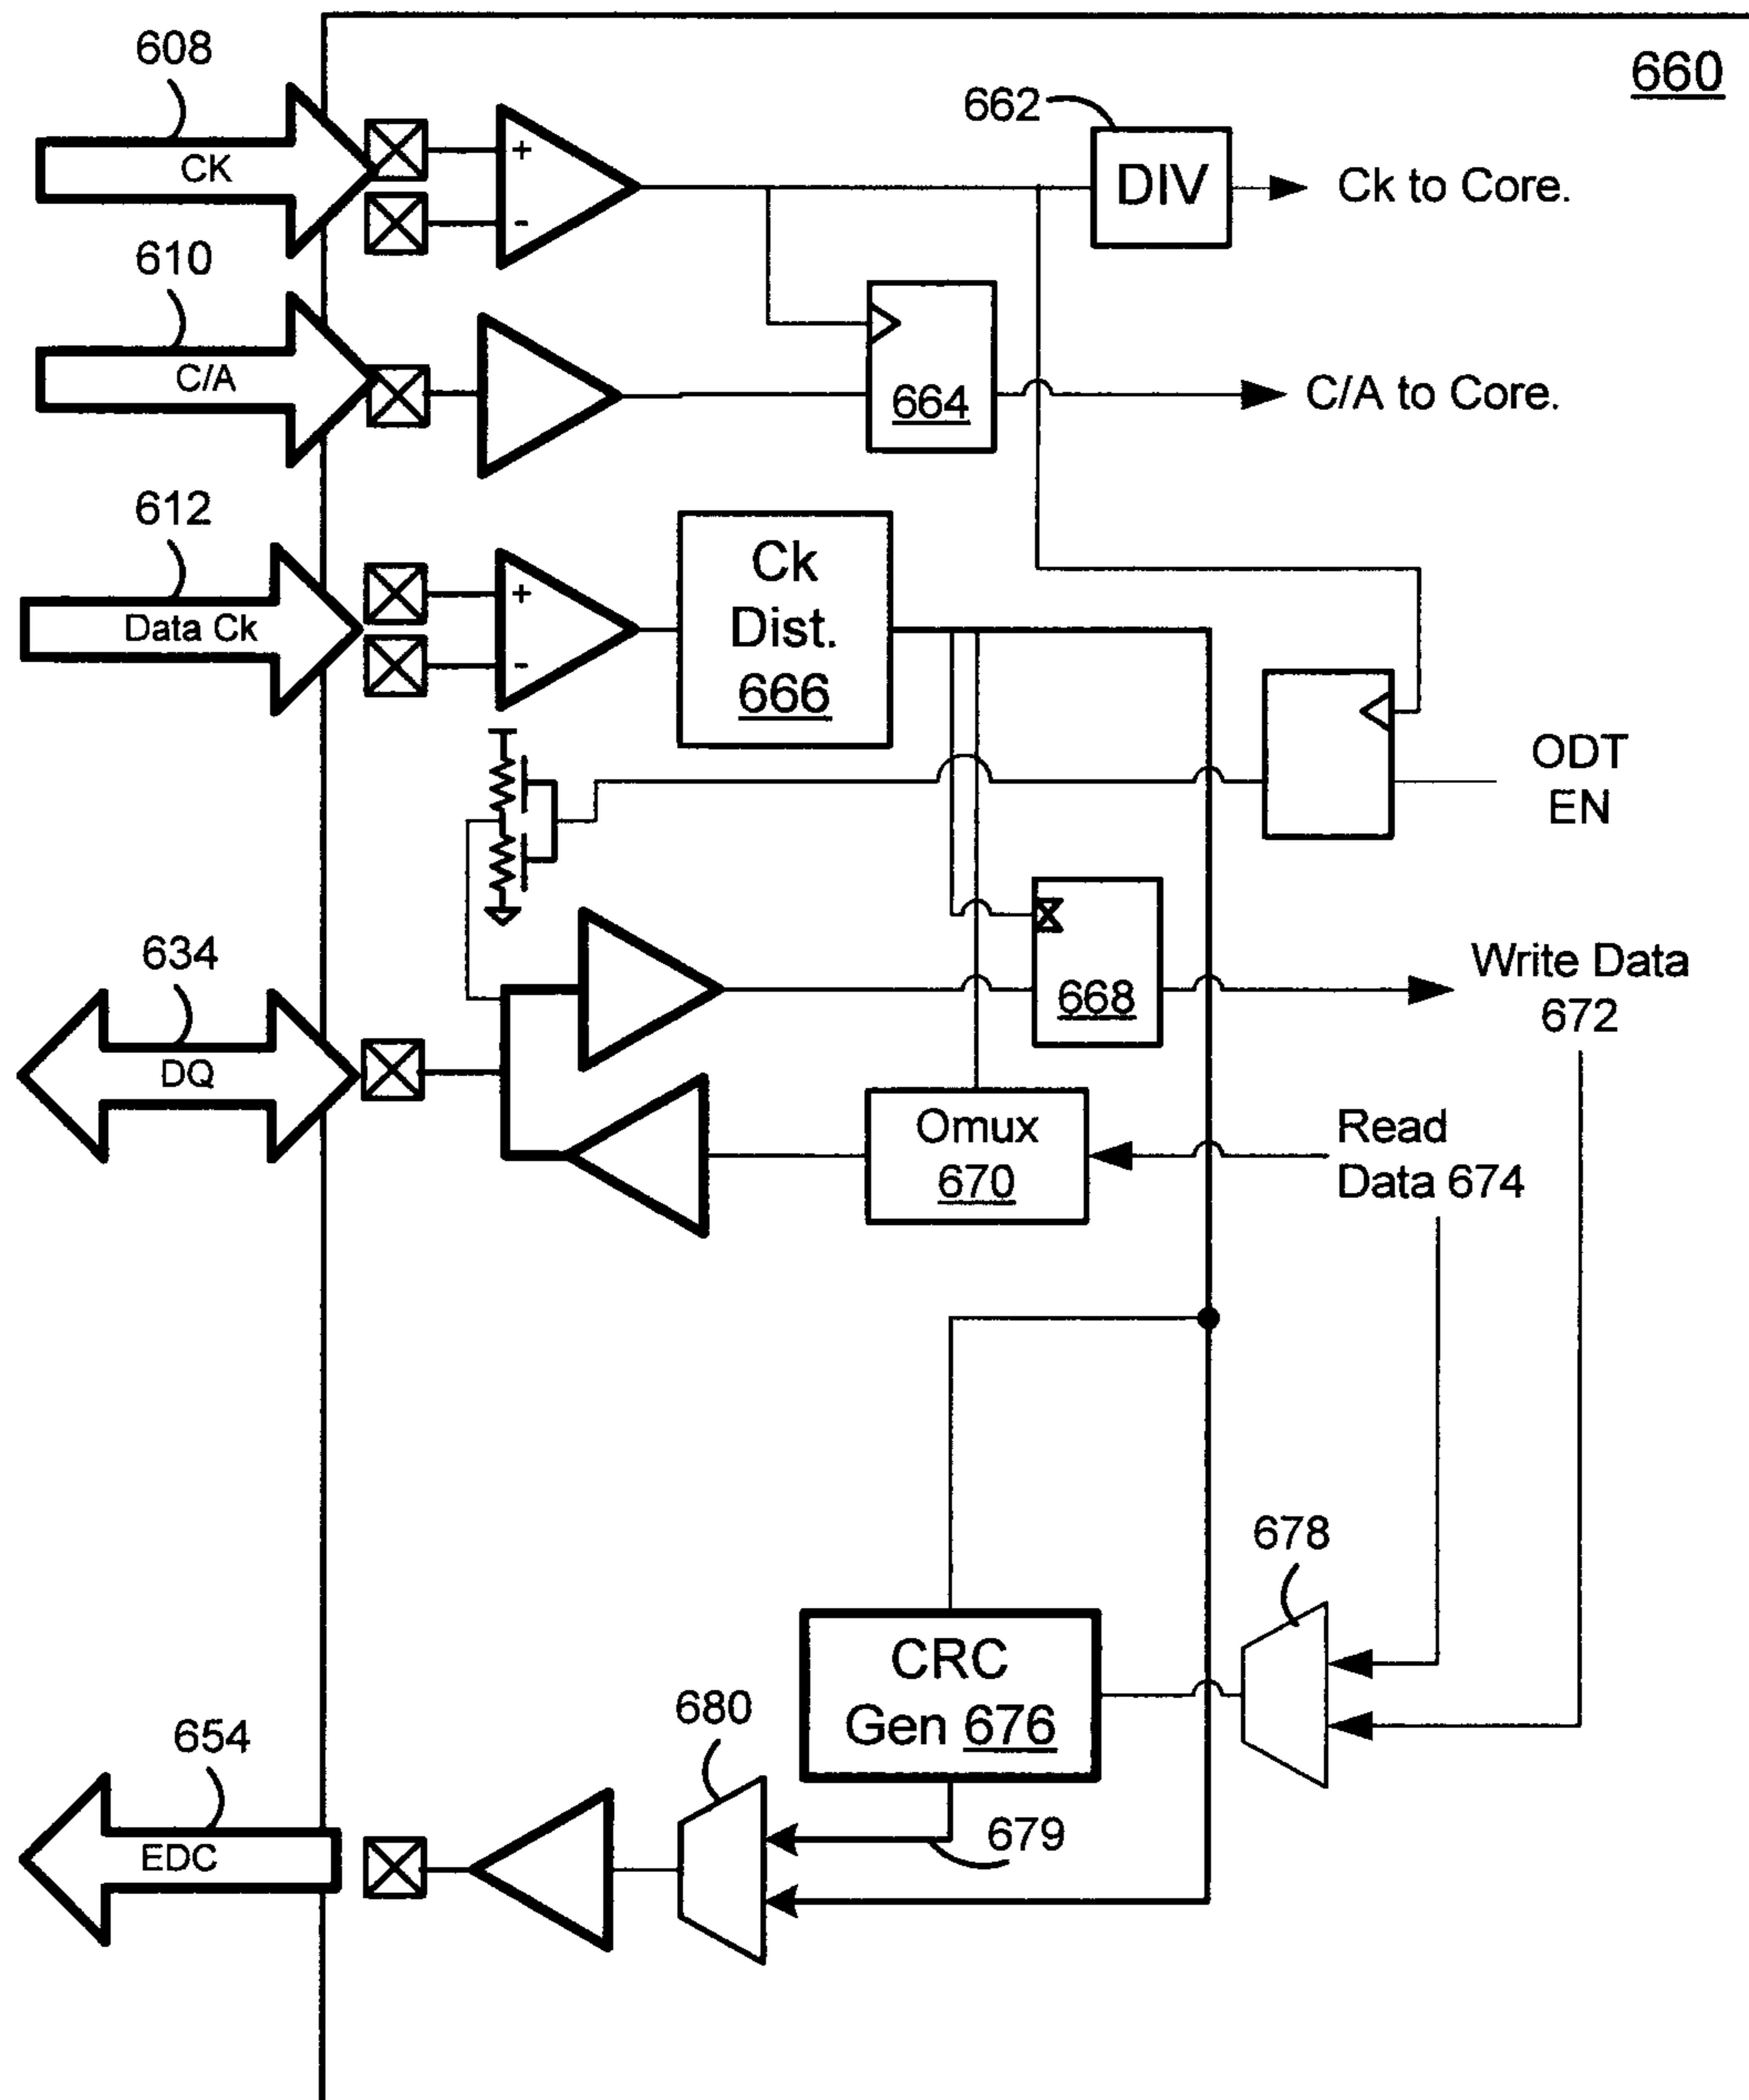 660
608
CK
+
-
662
DIV
Ck to Core.
610
C/A
664
C/A to Core.
612
Data Ck
+
-
Ck
Dist.
666
ODT
EN
634
DQ
668
Write Data
672
Omux
670
Read
Data 674
678
CRC
Gen 676
680
679
654
EDC